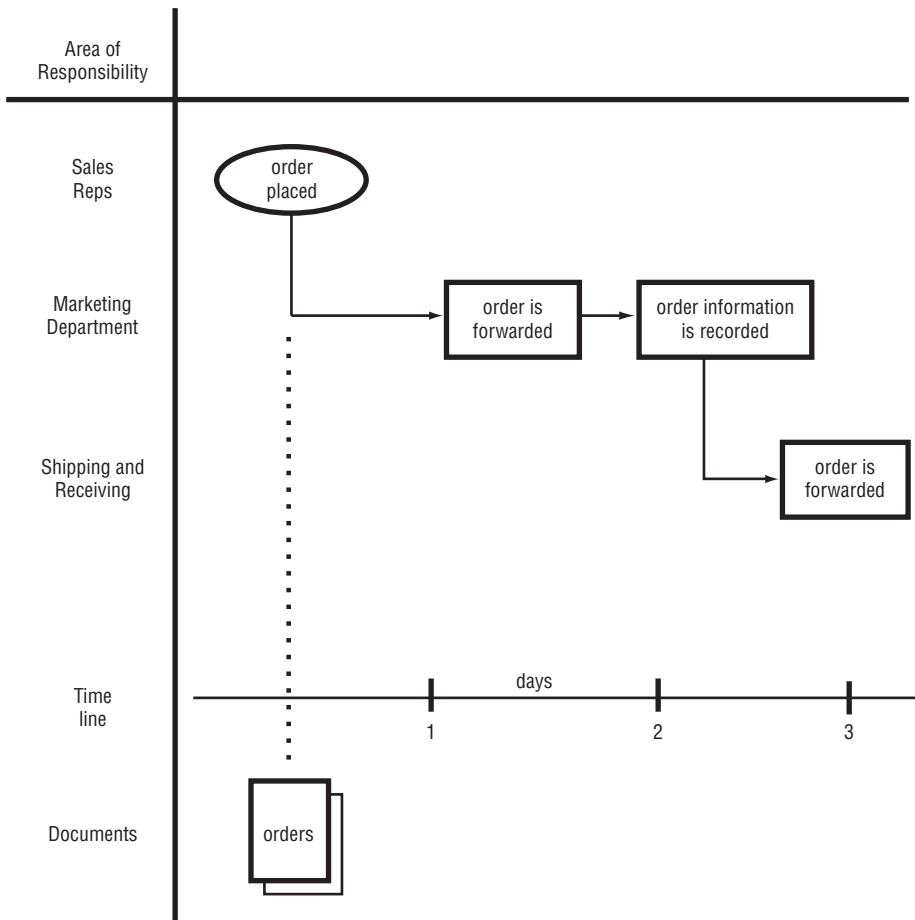 Area of
Responsibility
Sales
Reps
order
placed
Marketing
Department
order is
forwarded
order information
is recorded
Shipping and
Receiving
order is
forwarded
Time
line
days
1
2
3
Documents
orders